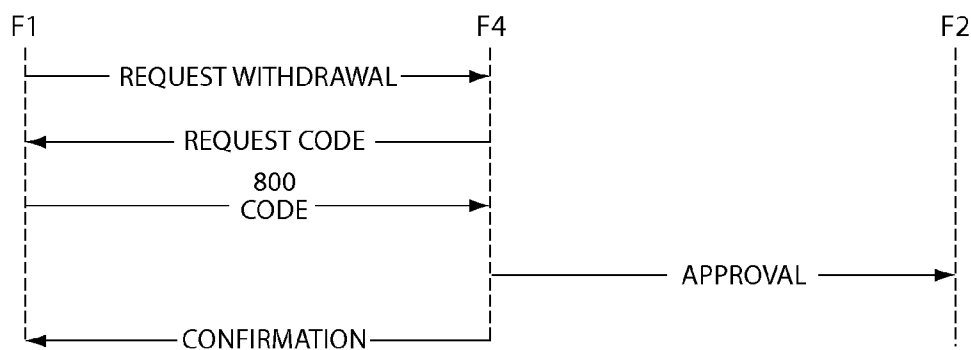 F1 F4 F2
REQUEST WITHDRAWAL
REQUEST CODE
800
CODE
APPROVAL
CONFIRMATION